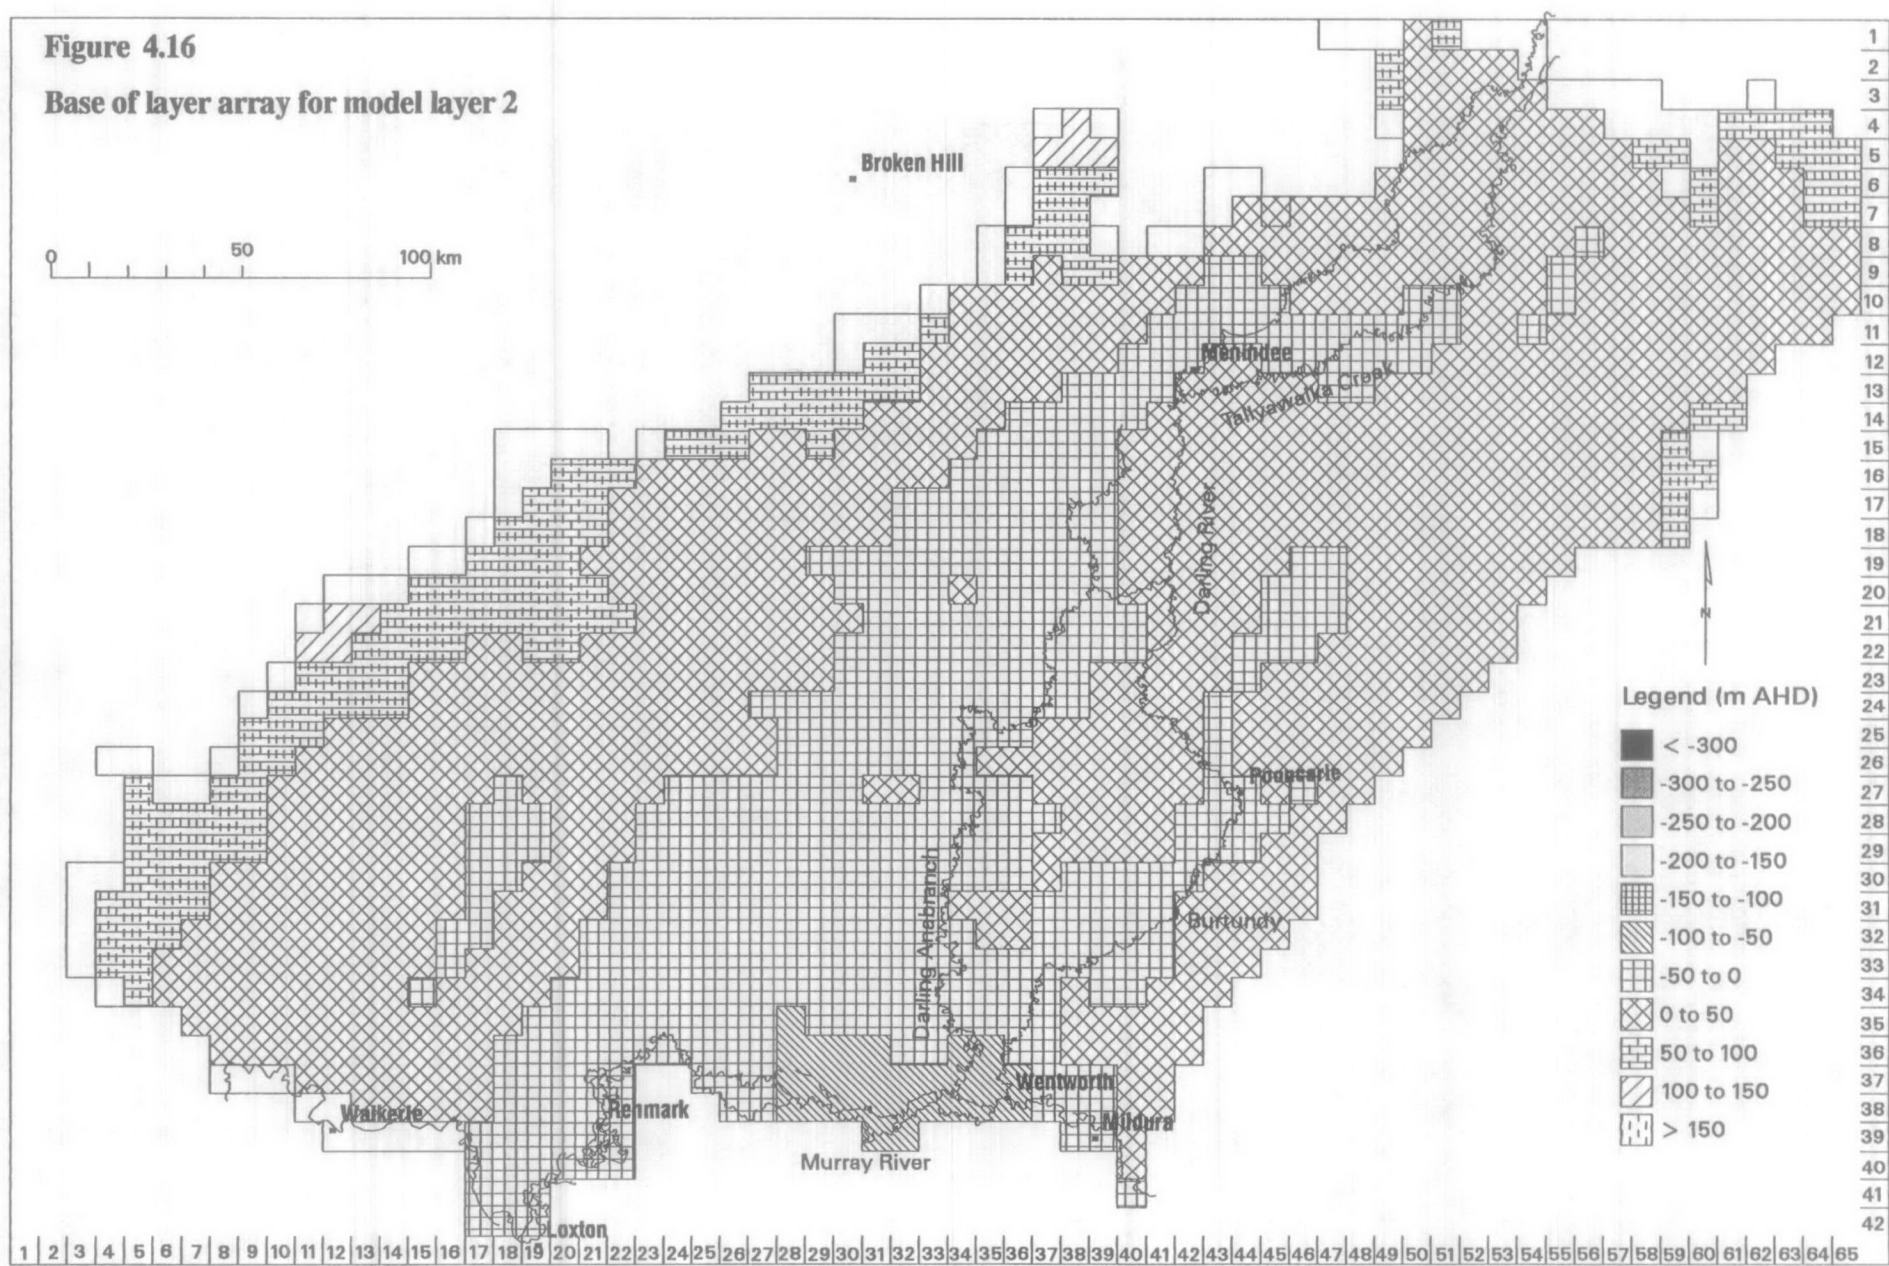 Figure 4.16
Base of layer array for model layer 2
Broken Hill
0 50 100 km
Menindee
Tallyawalka Creek
Darling River
N
Pooncarie
Burtundy
Darling Anabranch
Wentworth
Mildura
Renmark
Waikerie
Murray River
Loxton
Legend (m AHD)
< -300
-300 to -250
-250 to -200
-200 to -150
-150 to -100
-100 to -50
-50 to 0
0 to 50
50 to 100
100 to 150
> 150
1
2
3
4
5
6
7
8
9
10
11
12
13
14
15
16
17
18
19
20
21
22
23
24
25
26
27
28
29
30
31
32
33
34
35
36
37
38
39
40
41
42
1 2 3 4 5 6 7 8 9 10 11 12 13 14 15 16 17 18 19 20 21 22 23 24 25 26 27 28 29 30 31 32 33 34 35 36 37 38 39 40 41 42 43 44 45 46 47 48 49 50 51 52 53 54 55 56 57 58 59 60 61 62 63 64 65